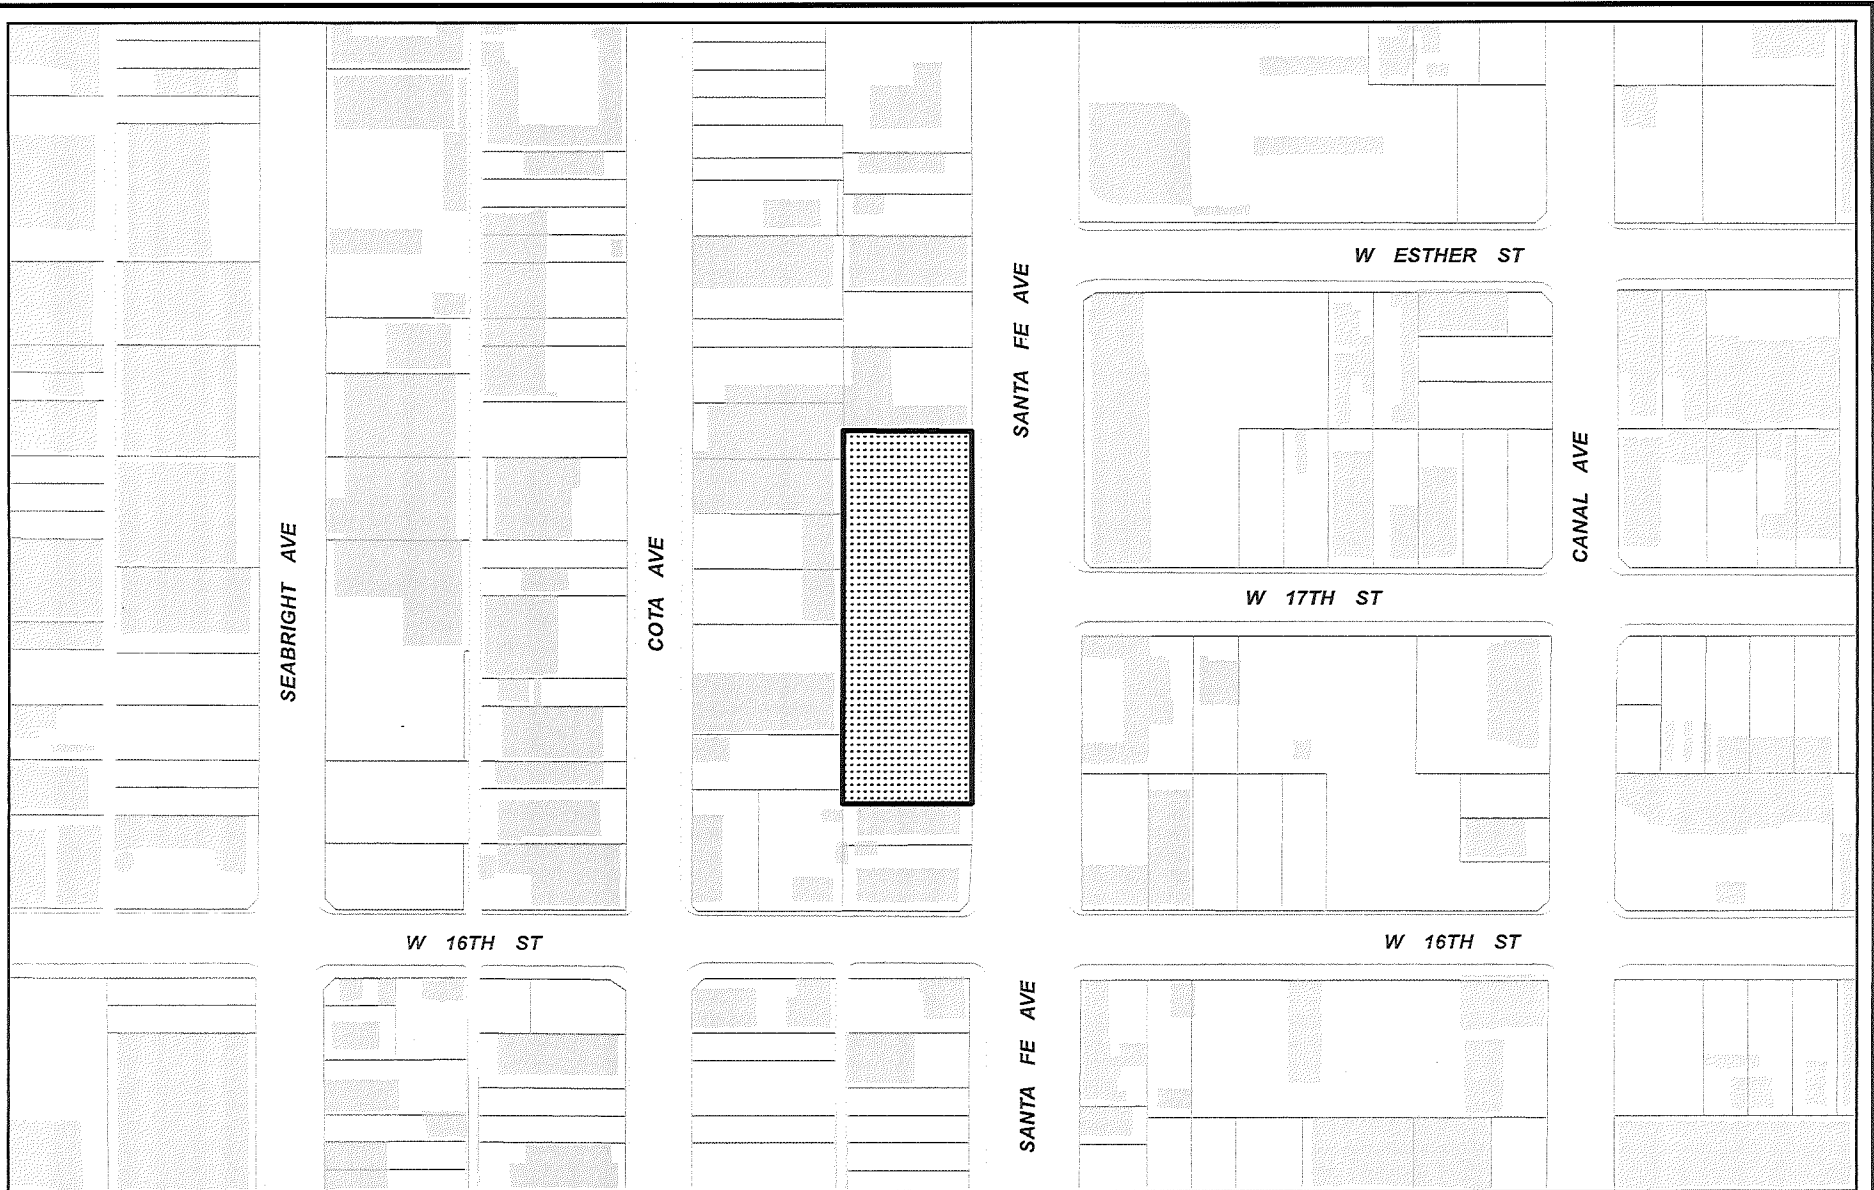 W ESTHER ST
SANTA FE AVE
CANAL AVE
SEABRIGHT AVE
COTA AVE
W 17TH ST
W 16TH ST
W 16TH ST
SANTA FE AVE